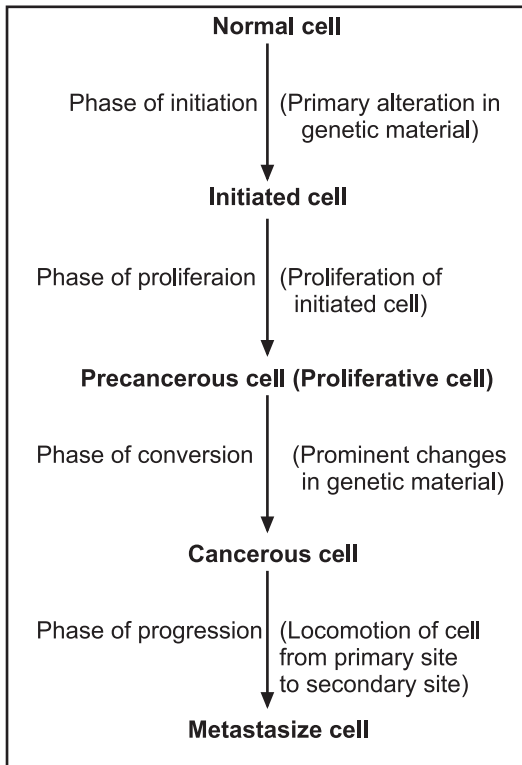 Normal cell
Phase of initiation (Primary alteration in
genetic material)
Initiated cell
Phase of proliferaion (Proliferation of
initiated cell)
Precancerous cell (Proliferative cell)
Phase of conversion (Prominent changes
in genetic material)
Cancerous cell
Phase of progression (Locomotion of cell
from primary site
to secondary site)
Metastasize cell